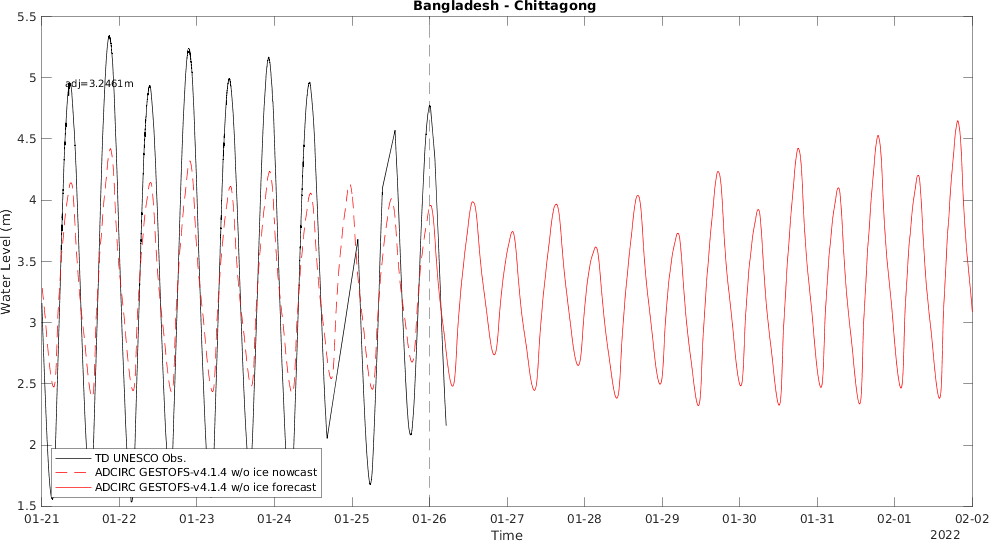 Bangladesh - Chittagong
5.5
5
4.5
4
3.5
3
2.5
2
1.5
Water Level (m)
adj=3.2461m
TD UNESCO Obs.
ADCIRC GESTOFS-v4.1.4 w/o ice nowcast
ADCIRC GESTOFS-v4.1.4 w/o ice forecast
01-21 01-22 01-23 01-24 01-25 01-26 01-27 01-28 01-29 01-30 01-31 02-01 02-02
Time
2022